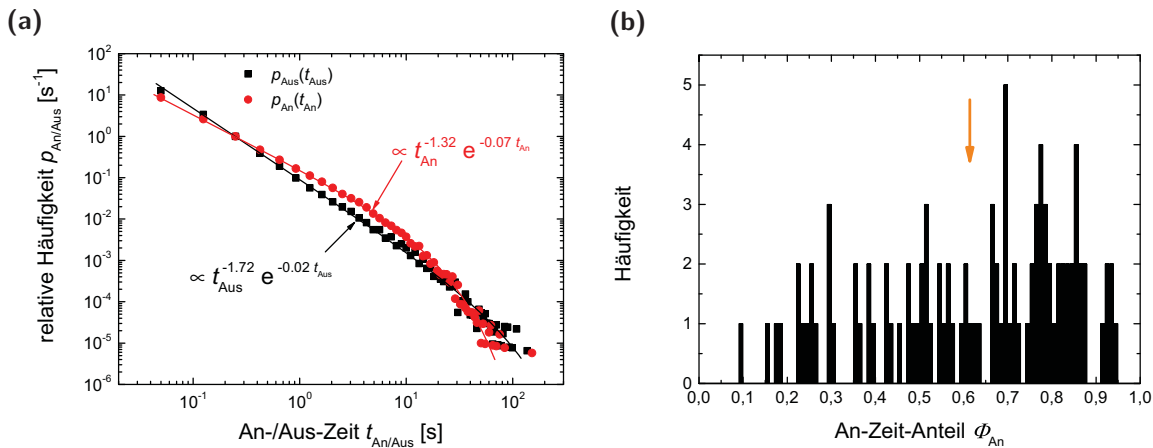 (a)
10²
10¹
10⁰
10⁻¹
10⁻²
10⁻³
10⁻⁴
10⁻⁵
10⁻⁶
relative Häufigkeit p_An/Aus [s⁻¹]
p_Aus(t_Aus)
p_An(t_An)
∝ t_An^-1.32 e^-0.07 t_An
∝ t_Aus^-1.72 e^-0.02 t_Aus
10⁻¹ 10⁰ 10¹ 10²
An-/Aus-Zeit t_An/Aus [s]
(b)
5
4
3
2
1
0
Häufigkeit
0,0 0,1 0,2 0,3 0,4 0,5 0,6 0,7 0,8 0,9 1,0
An-Zeit-Anteil Φ_An